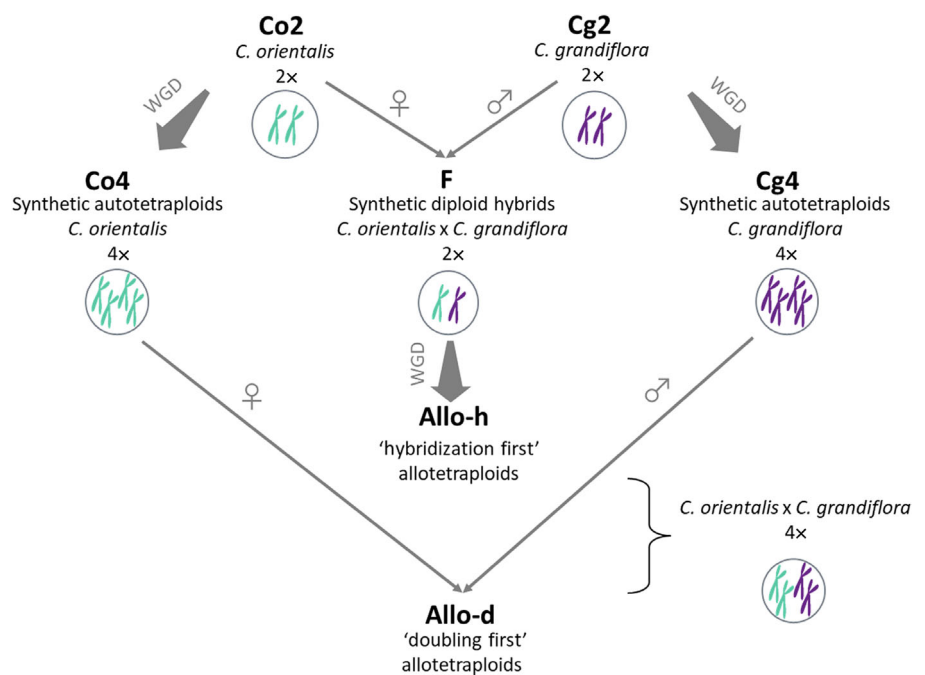 Co2
C. orientalis
2×
Cg2
C. grandiflora
2×
WGD
♀
♂
WGD
Co4
Synthetic autotetraploids
C. orientalis
4×
F
Synthetic diploid hybrids
C. orientalis x C. grandiflora
2×
Cg4
Synthetic autotetraploids
C. grandiflora
4×
WGD
♀
♂
Allo-h
‘hybridization first’
allotetraploids
C. orientalis x C. grandiflora
4×
Allo-d
‘doubling first’
allotetraploids